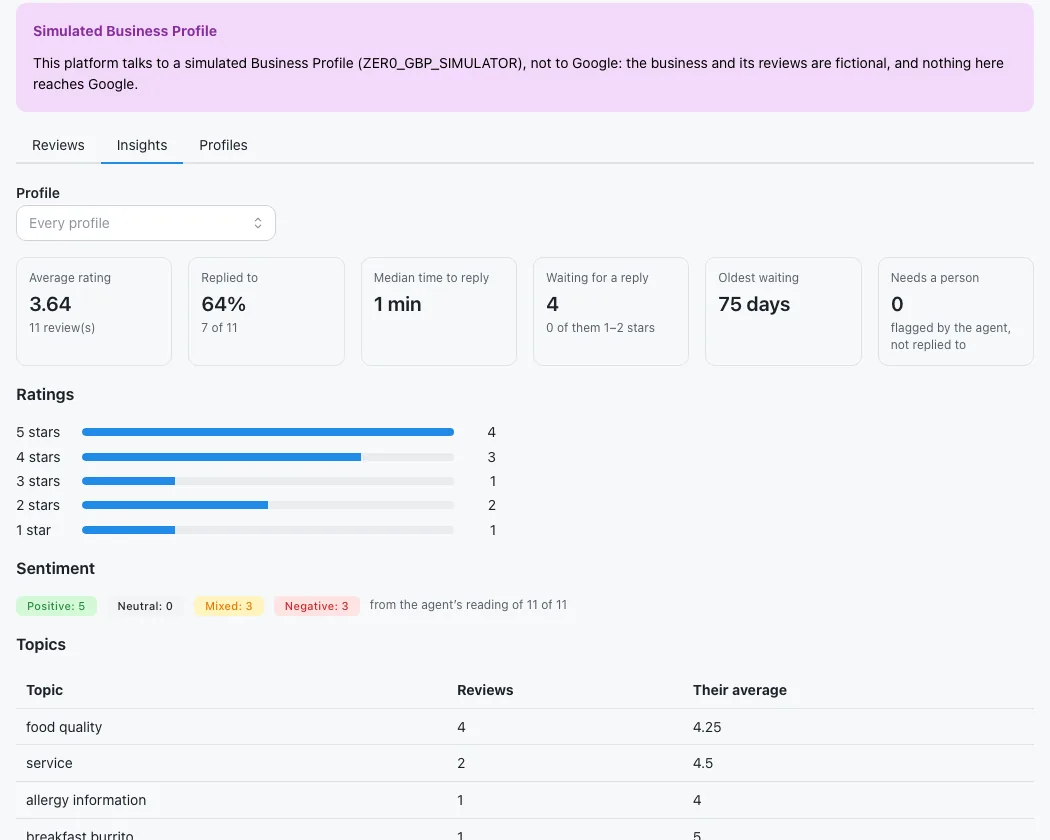 Simulated Business Profile
This platform talks to a simulated Business Profile (ZER0_GBP_SIMULATOR), not to Google: the business and its reviews are fictional, and nothing here
reaches Google.
Reviews Insights Profiles
Profile
Every profile
Average rating
3.64
11 review(s)
Replied to
64%
7 of 11
Median time to reply
1 min
Waiting for a reply
4
0 of them 1–2 stars
Oldest waiting
75 days
Needs a person
0
flagged by the agent,
not replied to
Ratings
5 stars 4
4 stars 3
3 stars 1
2 stars 2
1 star 1
Sentiment
Positive: 5 Neutral: 0 Mixed: 3 Negative: 3 from the agent's reading of 11 of 11
Topics
Topic Reviews Their average
food quality 4 4.25
service 2 4.5
allergy information 1 4
breakfast burrito 1 5